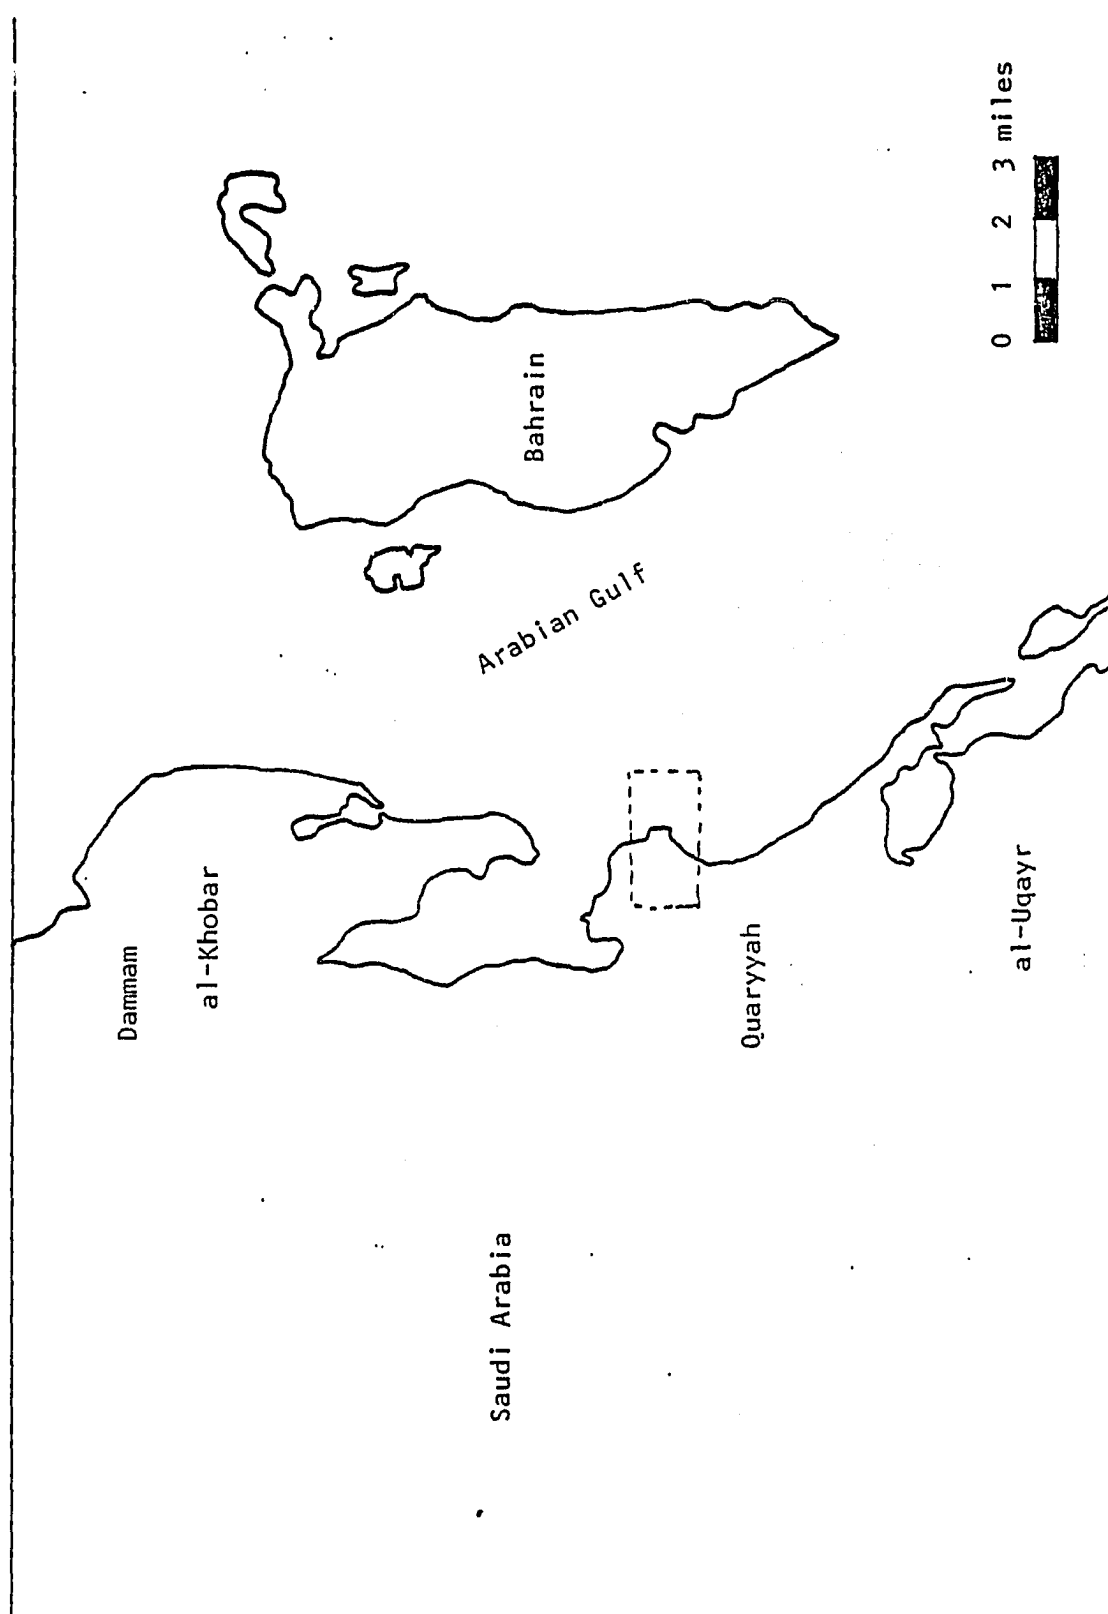 Dammam
al-Khobar
Saudi Arabia
Arabian Gulf
Bahrain
Quaryyah
al-Uqayr
0 1 2 3 miles